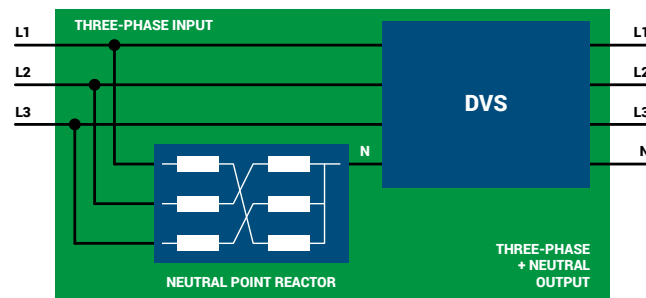 THREE-PHASE INPUT
L1
L1
L2
L2
DVS
L3
L3
N
N
NEUTRAL POINT REACTOR
THREE-PHASE
+ NEUTRAL
OUTPUT